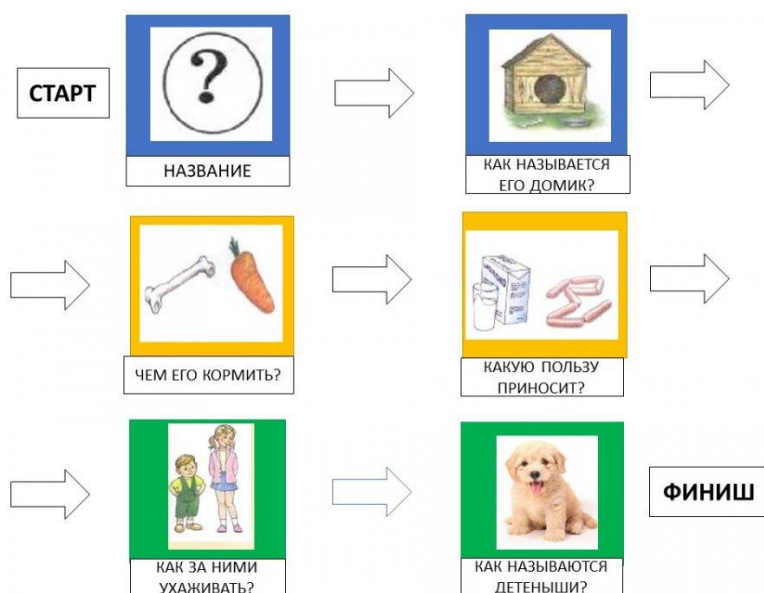 СТАРТ
НАЗВАНИЕ
КАК НАЗЫВАЕТСЯ
ЕГО ДОМИК?
ЧЕМ ЕГО КОРМИТЬ?
КАКУЮ ПОЛЬЗУ
ПРИНОСИТ?
КАК ЗА НИМИ
УХАЖИВАТЬ?
КАК НАЗЫВАЮТСЯ
ДЕТЕНЫШИ?
ФИНИШ